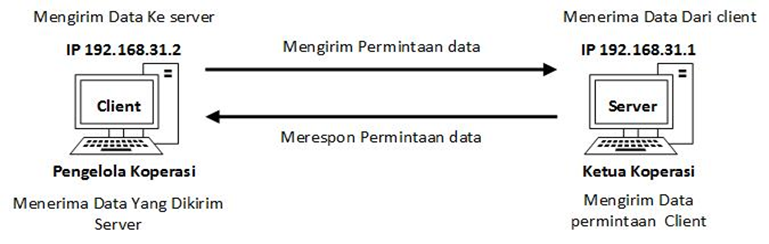 Mengirim Data Ke server
Menerima Data Dari client
IP 192.168.31.2
Mengirim Permintaan data
IP 192.168.31.1
Client
Server
Merespon Permintaan data
Pengelola Koperasi
Ketua Koperasi
Menerima Data Yang Dikirim
Server
Mengirim Data
permintaan Client